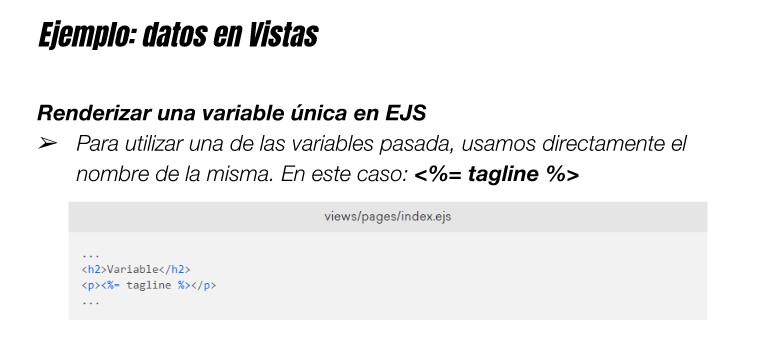 Ejemplo: datos en Vistas
Renderizar una variable única en EJS
➢ Para utilizar una de las variables pasada, usamos directamente el
nombre de la misma. En este caso: <%= tagline %>
views/pages/index.ejs
...
<h2>Variable</h2>
<p><%= tagline %></p>
...